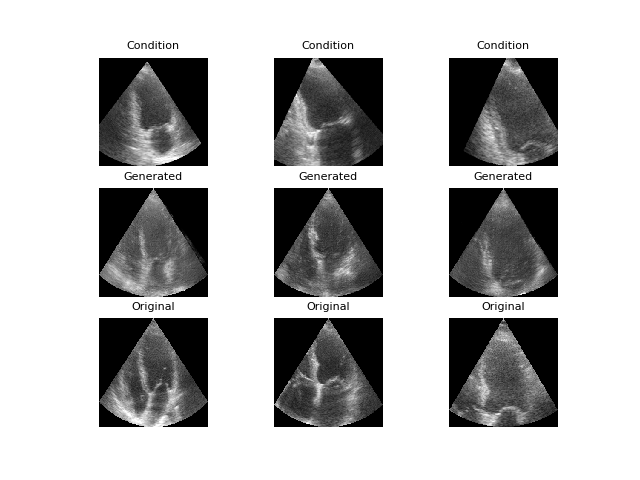 Condition Condition Condition
Generated Generated Generated
Original Original Original